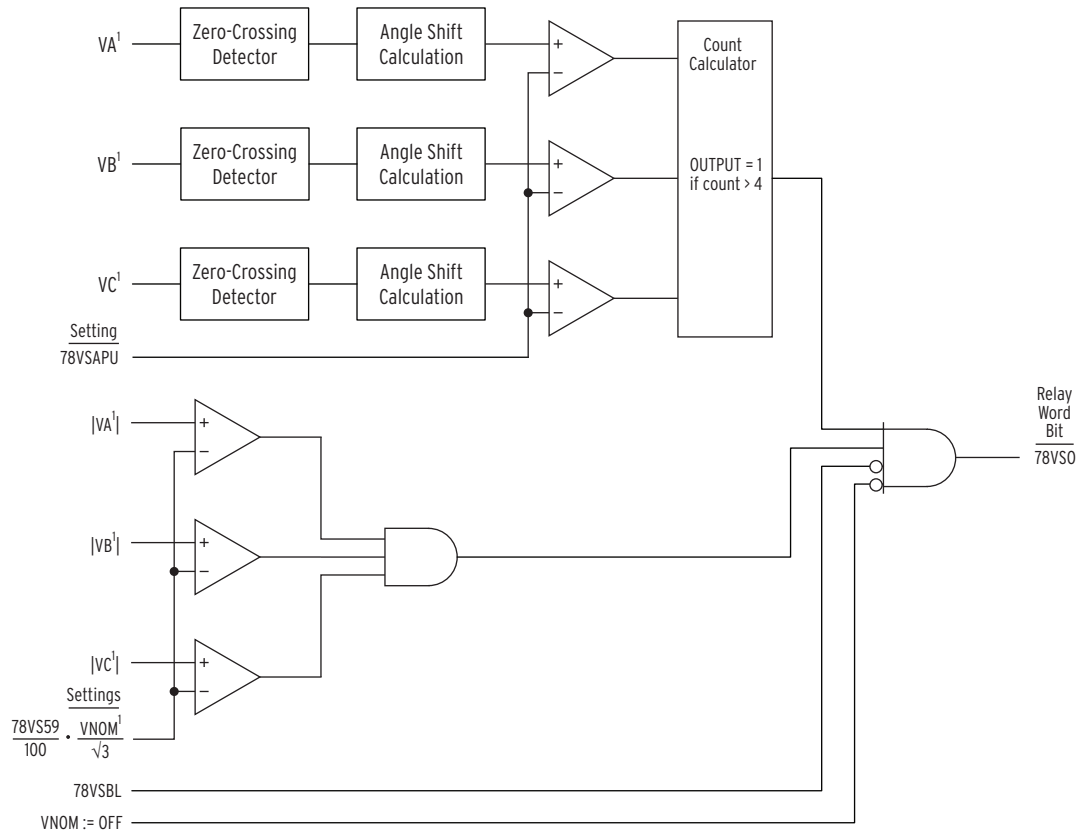 VA¹
Zero-Crossing
Detector
Angle Shift
Calculation
+
−
Count
Calculator
VB¹
Zero-Crossing
Detector
Angle Shift
Calculation
+
−
OUTPUT = 1
if count > 4
VC¹
Zero-Crossing
Detector
Angle Shift
Calculation
+
−
Setting
78VSAPU
|VA¹|
+
−
Relay
Word
Bit
78VSO
|VB¹|
+
−
|VC¹|
+
−
Settings
78VS59/100 • VNOM¹/√3
78VSBL
VNOM := OFF